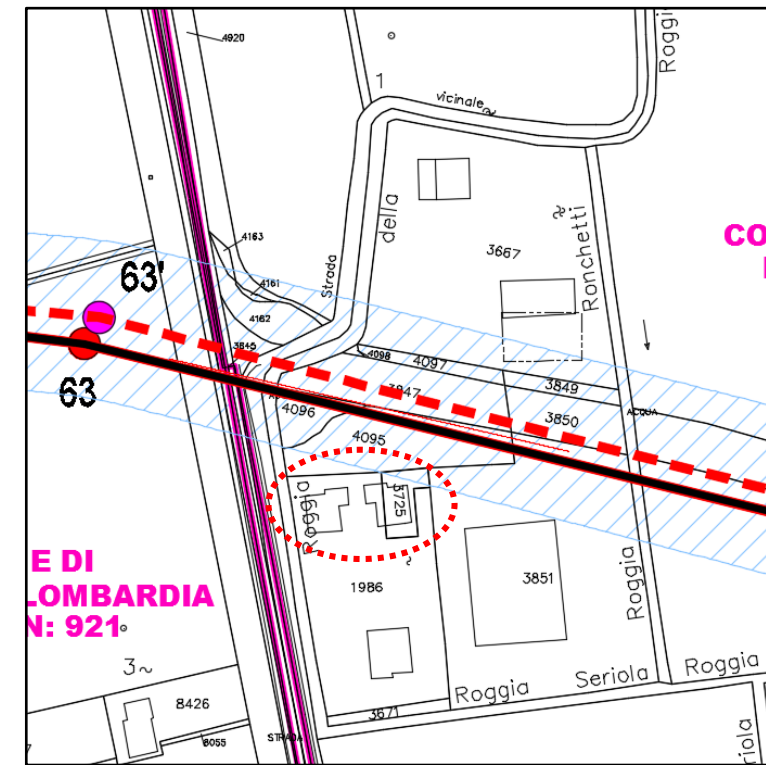 4920
1
vicinale
Roggi
della
Strada
4163
4161
4162
3845
63'
63
3667
Ronchetti
CO
4098
4097
3847
3849
3850
ACQUA
4096
4095
Roggia
3725
1986
3851
Roggia
E DI
LOMBARDIA
N: 921
3
8426
8055
STRADA
3671
Roggia
Seriola
Roggia
riola